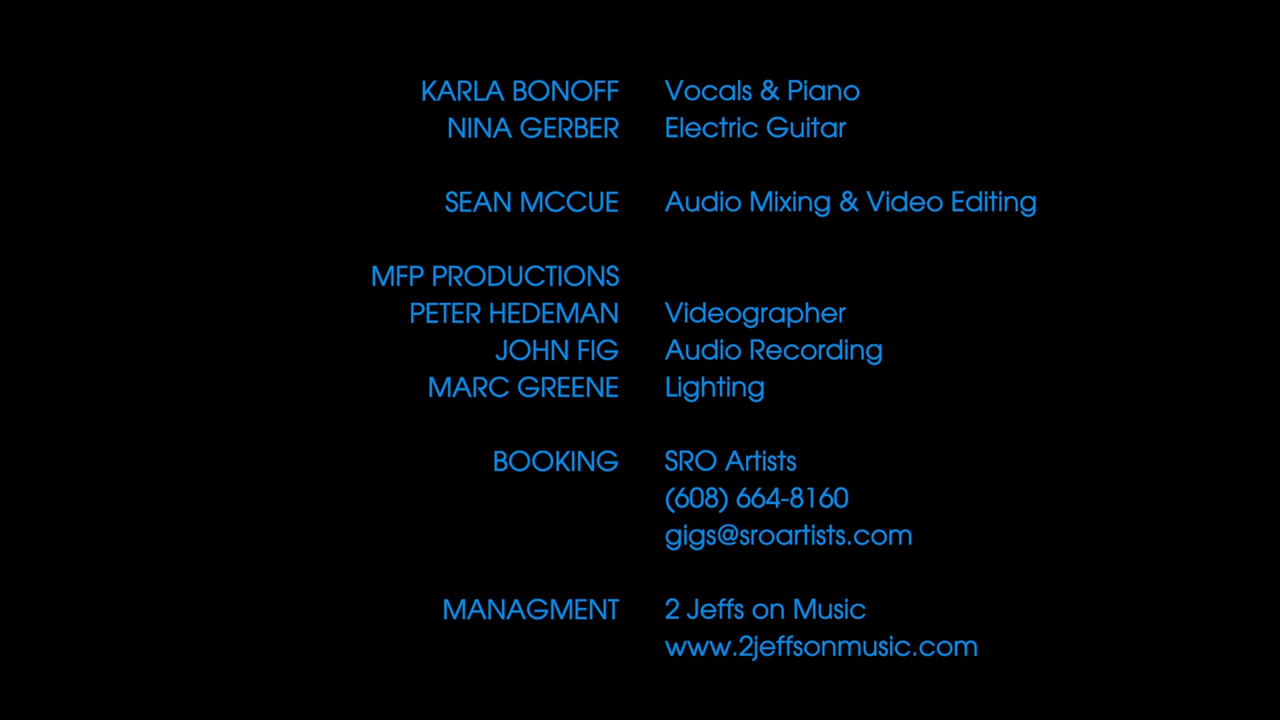 KARLA BONOFF Vocals & Piano
NINA GERBER Electric Guitar
SEAN MCCUE Audio Mixing & Video Editing
MFP PRODUCTIONS
PETER HEDEMAN Videographer
JOHN FIG Audio Recording
MARC GREENE Lighting
BOOKING SRO Artists
(608) 664-8160
gigs@sroartists.com
MANAGMENT 2 Jeffs on Music
www.2jeffsonmusic.com